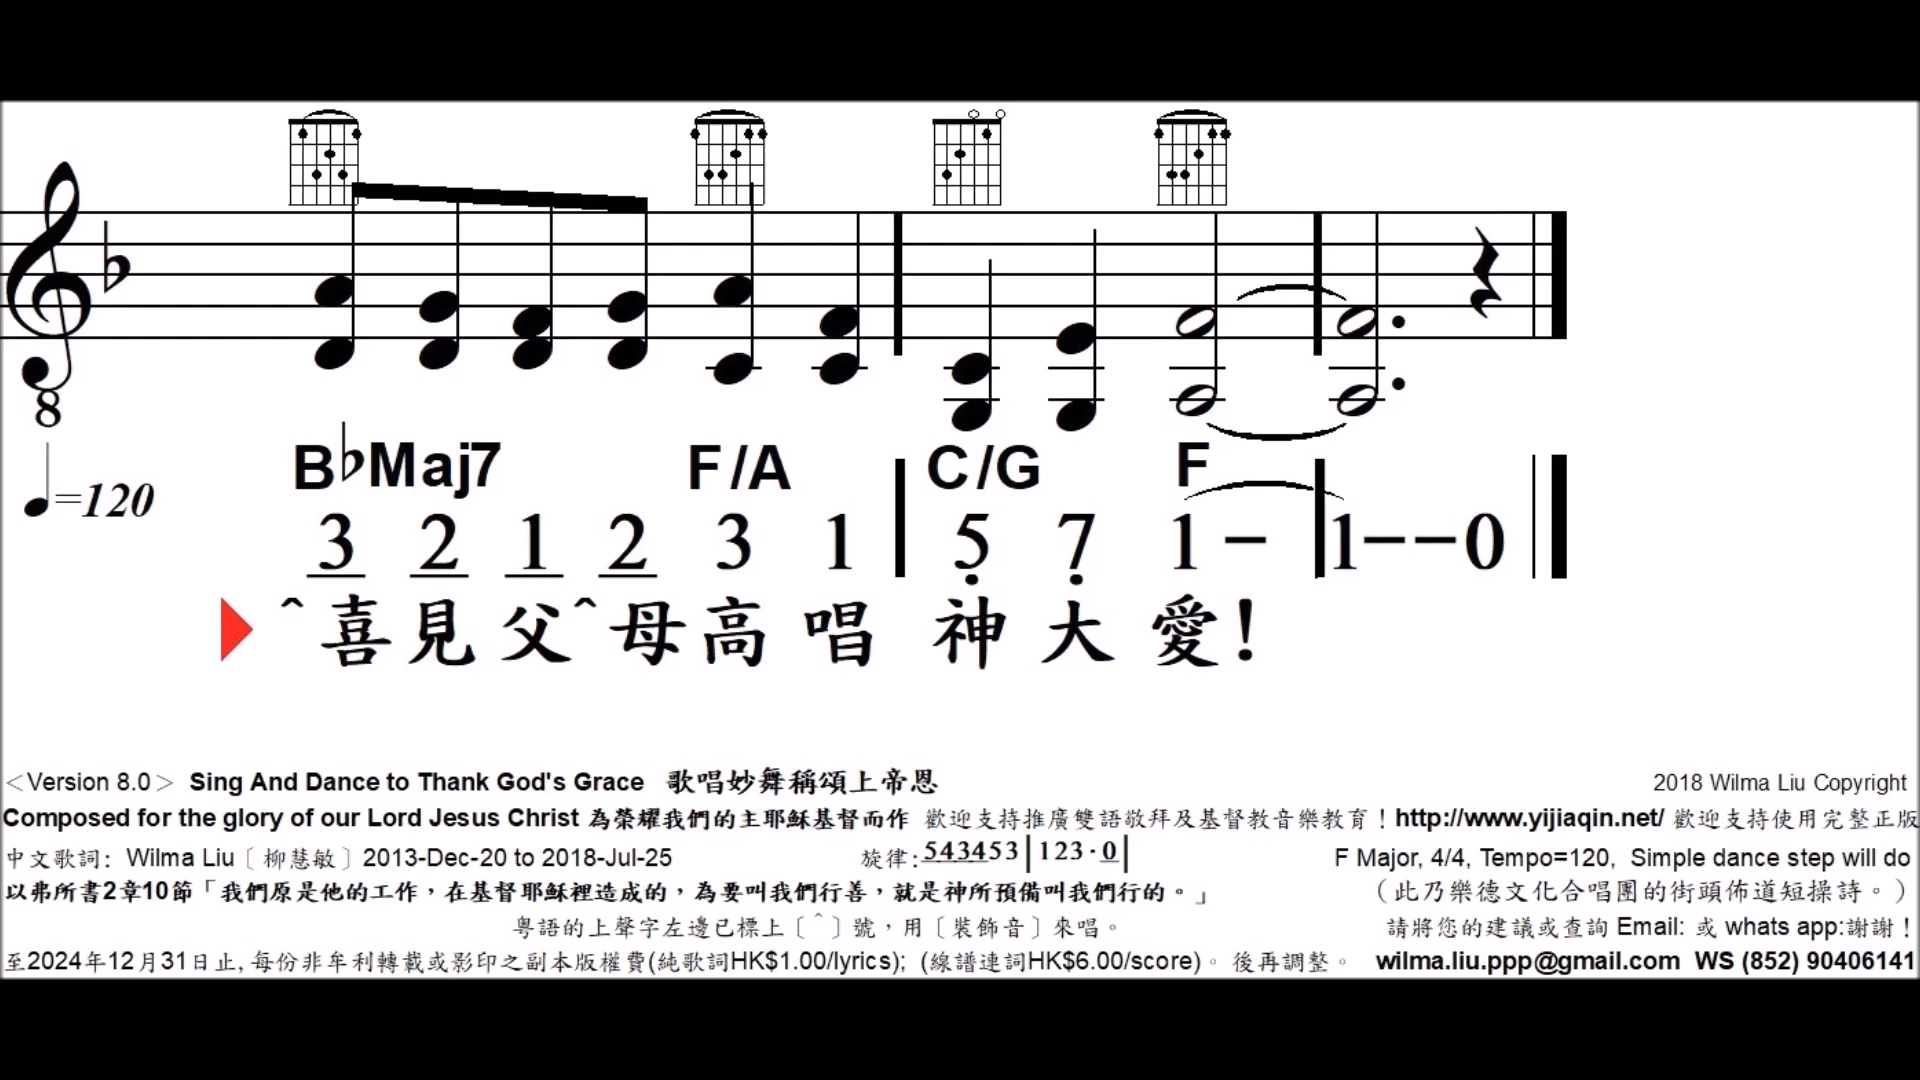 8
B♭Maj7 F/A C/G F
♩=120
3 2 1 2 3 1 | 5 7 1 - | 1 - - 0
^喜見父^母高唱神大愛!
<Version 8.0> Sing And Dance to Thank God's Grace 歌唱妙舞稱頌上帝恩 2018 Wilma Liu Copyright
Composed for the glory of our Lord Jesus Christ 為榮耀我們的主耶穌基督而作 歡迎支持推廣雙語敬拜及基督教音樂教育!http://www.yijiaqin.net/ 歡迎支持使用完整正版
中文歌詞: Wilma Liu〔柳慧敏〕2013-Dec-20 to 2018-Jul-25 旋律:543453|123·0| F Major, 4/4, Tempo=120, Simple dance step will do
以弗所書2章10節「我們原是他的工作,在基督耶穌裡造成的,為要叫我們行善,就是神所預備叫我們行的。」 (此乃樂德文化合唱團的街頭佈道短操詩。)
粵語的上聲字左邊已標上〔^〕號,用〔裝飾音〕來唱。 請將您的建議或查詢 Email: 或 whats app:謝謝!
至2024年12月31日止,每份非牟利轉載或影印之副本版權費(純歌詞HK$1.00/lyrics); (線譜連詞HK$6.00/score)。 後再調整。 wilma.liu.ppp@gmail.com WS (852) 90406141